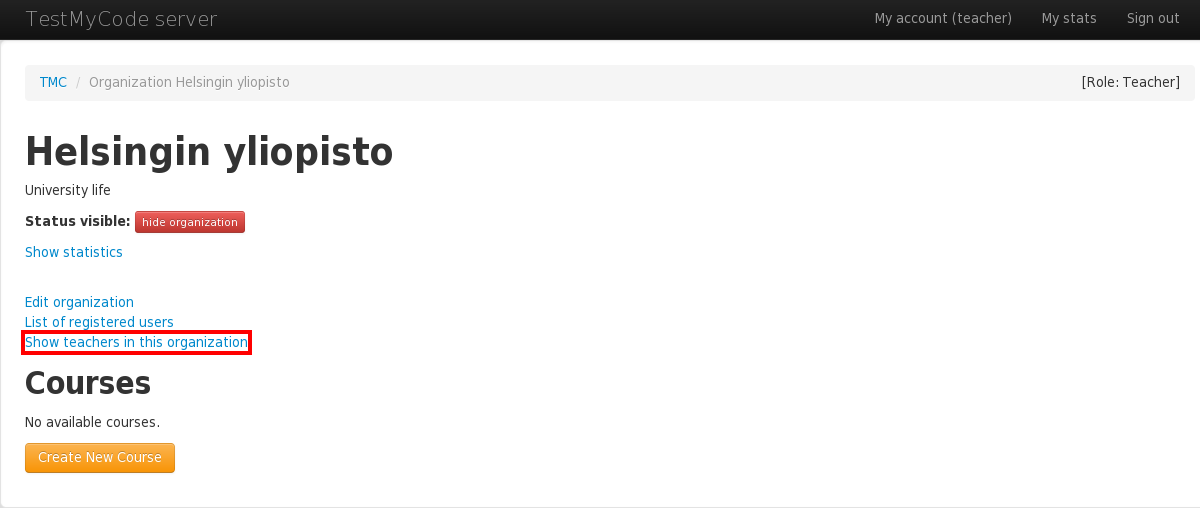 TestMyCode server
My account (teacher) My stats Sign out
TMC / Organization Helsingin yliopisto [Role: Teacher]
Helsingin yliopisto
University life
Status visible: hide organization
Show statistics
Edit organization
List of registered users
Show teachers in this organization
Courses
No available courses.
Create New Course